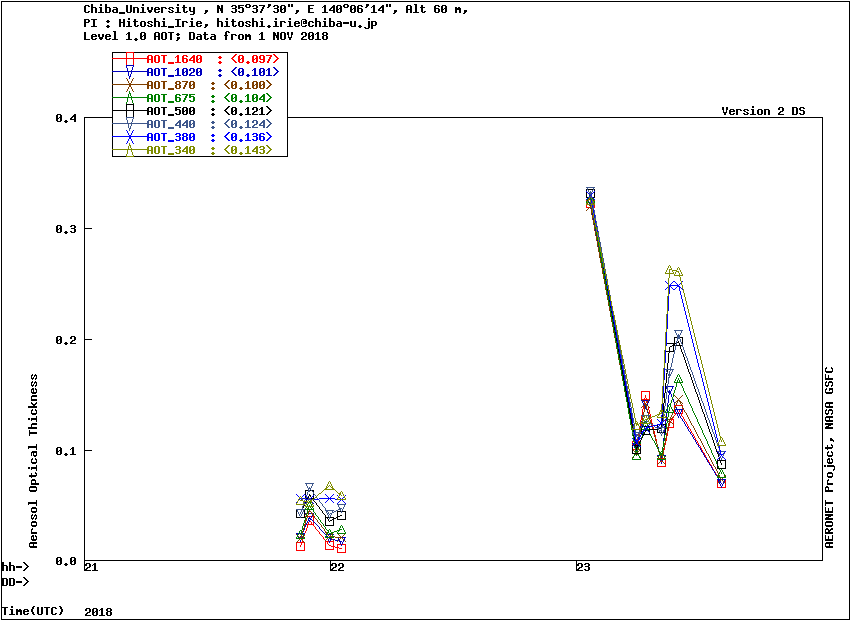 Chiba_University , N 35°37'30", E 140°06'14", Alt 60 m,
PI : Hitoshi_Irie, hitoshi.irie@chiba-u.jp
Level 1.0 AOT; Data from 1 NOV 2018
AOT_1640 : <0.097>
AOT_1020 : <0.101>
AOT_870 : <0.100>
AOT_675 : <0.104>
AOT_500 : <0.121>
AOT_440 : <0.124>
AOT_380 : <0.136>
AOT_340 : <0.143>
Version 2 DS
0.4
0.3
0.2
0.1
0.0
Aerosol Optical Thickness
AERONET Project, NASA GSFC
hh-> 21 22 23
DD->
Time(UTC) 2018